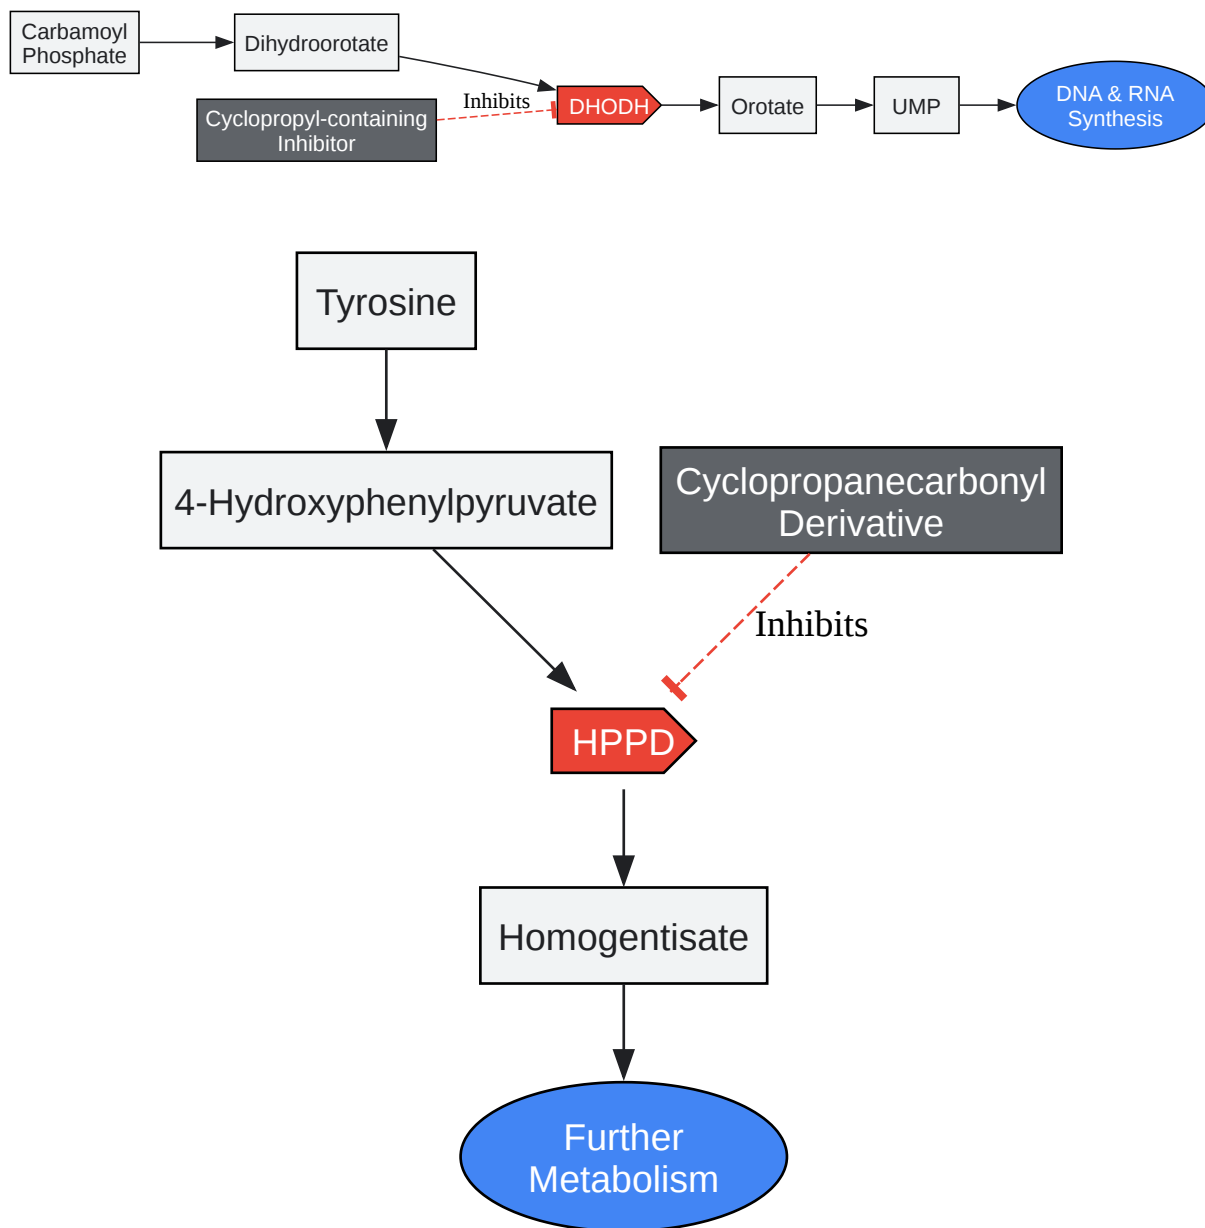 Carbamoyl
Phosphate
Dihydroorotate
Cyclopropyl-containing
Inhibitor
Inhibits
DHODH
Orotate
UMP
DNA & RNA
Synthesis
Tyrosine
4-Hydroxyphenylpyruvate
Cyclopropanecarbonyl
Derivative
Inhibits
HPPD
Homogentisate
Further
Metabolism